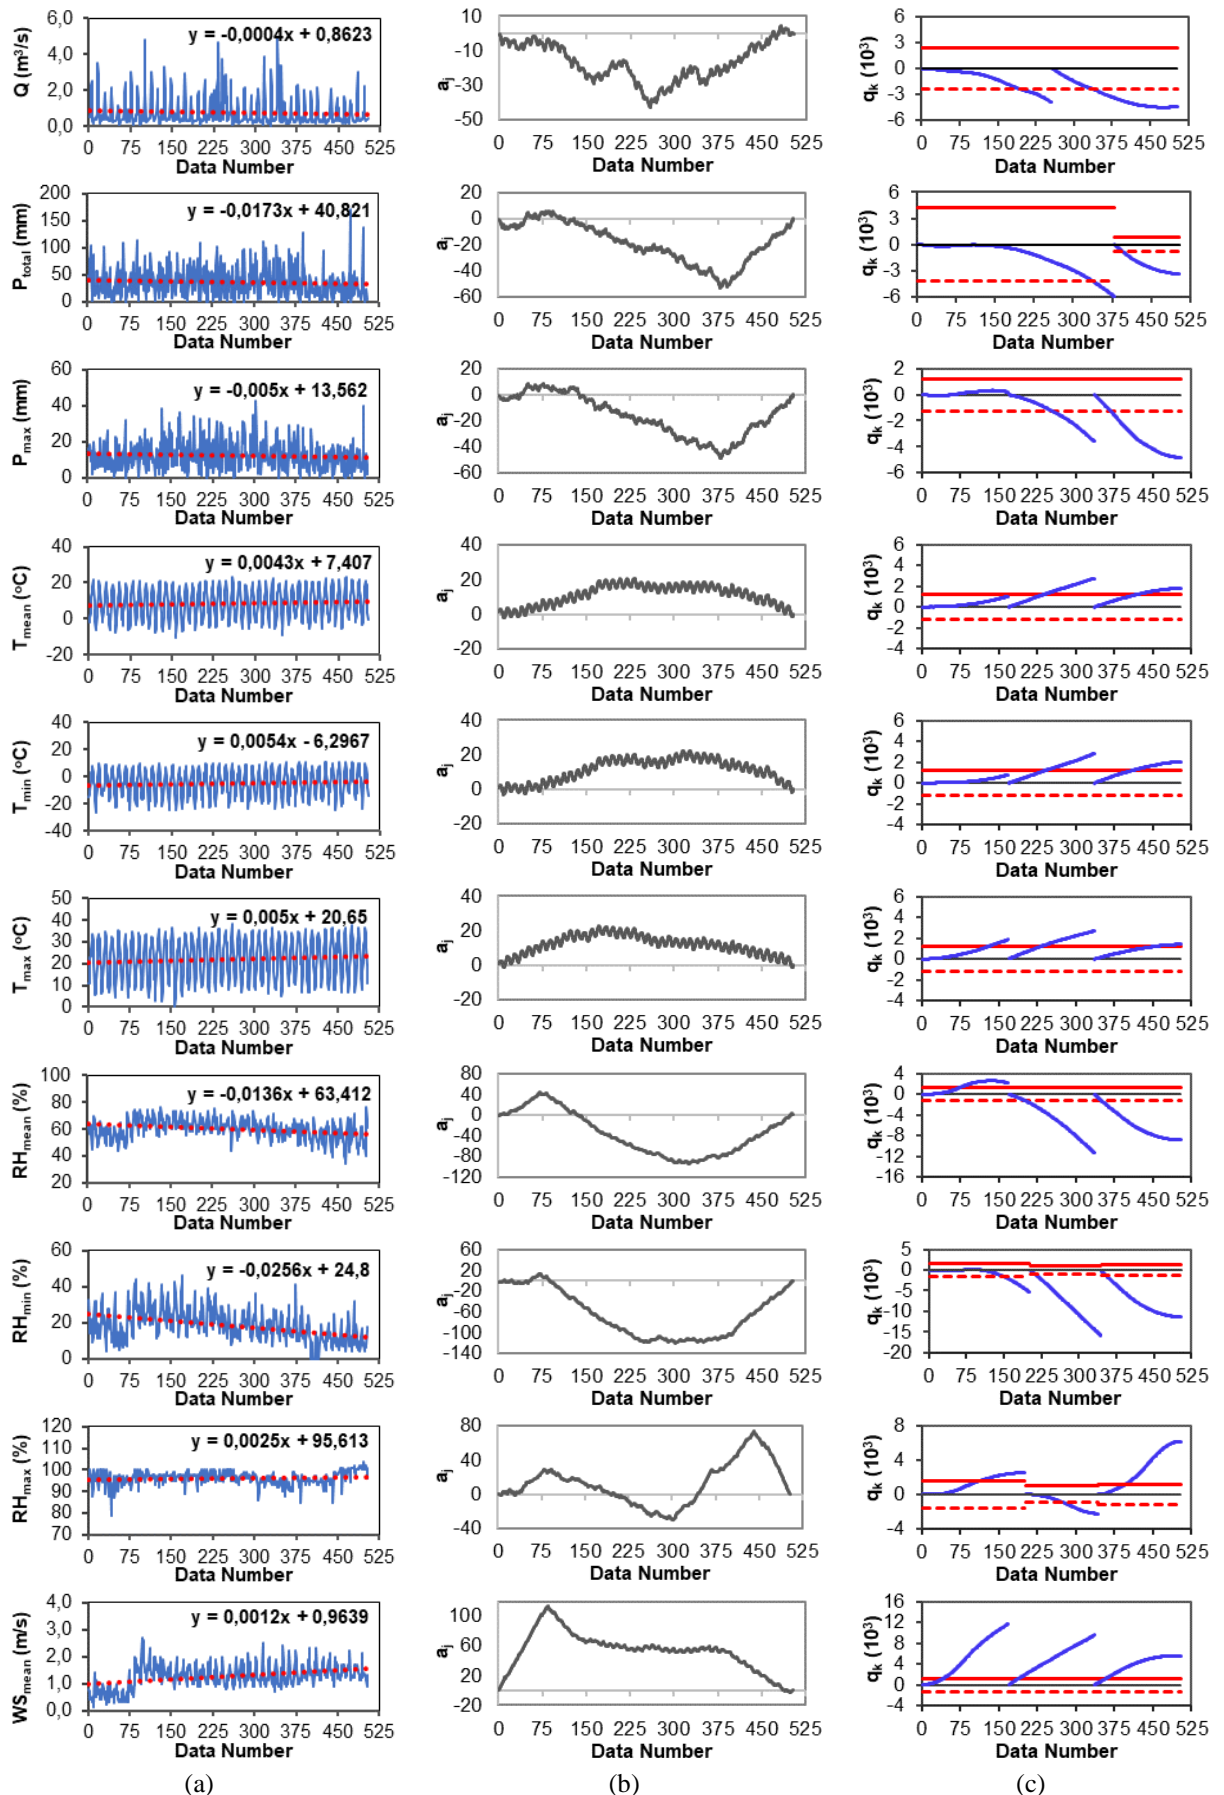 Q (m³/s)
6,0
4,0
2,0
0,0
y = -0,0004x + 0,8623
0 75 150 225 300 375 450 525
Data Number
aj
-10
-30
-50
0 75 150 225 300 375 450 525
Data Number
qk (10³)
6
3
0
-3
-6
0 75 150 225 300 375 450 525
Data Number
Ptotal (mm)
200
150
100
50
0
y = -0,0173x + 40,821
0 75 150 225 300 375 450 525
Data Number
aj
20
0
-20
-40
-60
0 75 150 225 300 375 450 525
Data Number
qk (10³)
6
3
0
-3
-6
0 75 150 225 300 375 450 525
Data Number
Pmax (mm)
60
40
20
0
y = -0,005x + 13,562
0 75 150 225 300 375 450 525
Data Number
aj
20
0
-20
-40
-60
0 75 150 225 300 375 450 525
Data Number
qk (10³)
2
0
-2
-4
-6
0 75 150 225 300 375 450 525
Data Number
Tmean (ºC)
40
20
0
-20
y = 0,0043x + 7,407
0 75 150 225 300 375 450 525
Data Number
aj
40
20
0
-20
0 75 150 225 300 375 450 525
Data Number
qk (10³)
6
4
2
0
-2
-4
0 75 150 225 300 375 450 525
Data Number
Tmin (ºC)
40
20
0
-20
-40
y = 0,0054x - 6,2967
0 75 150 225 300 375 450 525
Data Number
aj
40
20
0
-20
0 75 150 225 300 375 450 525
Data Number
qk (10³)
6
4
2
0
-2
-4
0 75 150 225 300 375 450 525
Data Number
Tmax (ºC)
50
40
30
20
10
0
y = 0,005x + 20,65
0 75 150 225 300 375 450 525
Data Number
aj
40
20
0
-20
0 75 150 225 300 375 450 525
Data Number
qk (10³)
6
4
2
0
-2
-4
0 75 150 225 300 375 450 525
Data Number
RHmean (%)
100
80
60
40
20
y = -0,0136x + 63,412
0 75 150 225 300 375 450 525
Data Number
aj
80
40
0
-40
-80
-120
0 75 150 225 300 375 450 525
Data Number
qk (10³)
4
0
-4
-8
-12
-16
0 75 150 225 300 375 450 525
Data Number
RHmin (%)
60
40
20
0
y = -0,0256x + 24,8
0 75 150 225 300 375 450 525
Data Number
aj
60
20
-20
-60
-100
-140
0 75 150 225 300 375 450 525
Data Number
qk (10³)
5
0
-5
-10
-15
-20
0 75 150 225 300 375 450 525
Data Number
RHmax (%)
120
110
100
90
80
70
y = 0,0025x + 95,613
0 75 150 225 300 375 450 525
Data Number
aj
80
40
0
-40
0 75 150 225 300 375 450 525
Data Number
qk (10³)
8
4
0
-4
0 75 150 225 300 375 450 525
Data Number
WSmean (m/s)
4,0
3,0
2,0
1,0
0,0
y = 0,0012x + 0,9639
0 75 150 225 300 375 450 525
Data Number
aj
100
60
20
-20
0 75 150 225 300 375 450 525
Data Number
qk (10³)
16
12
8
4
0
-4
0 75 150 225 300 375 450 525
Data Number
(a) (b) (c)